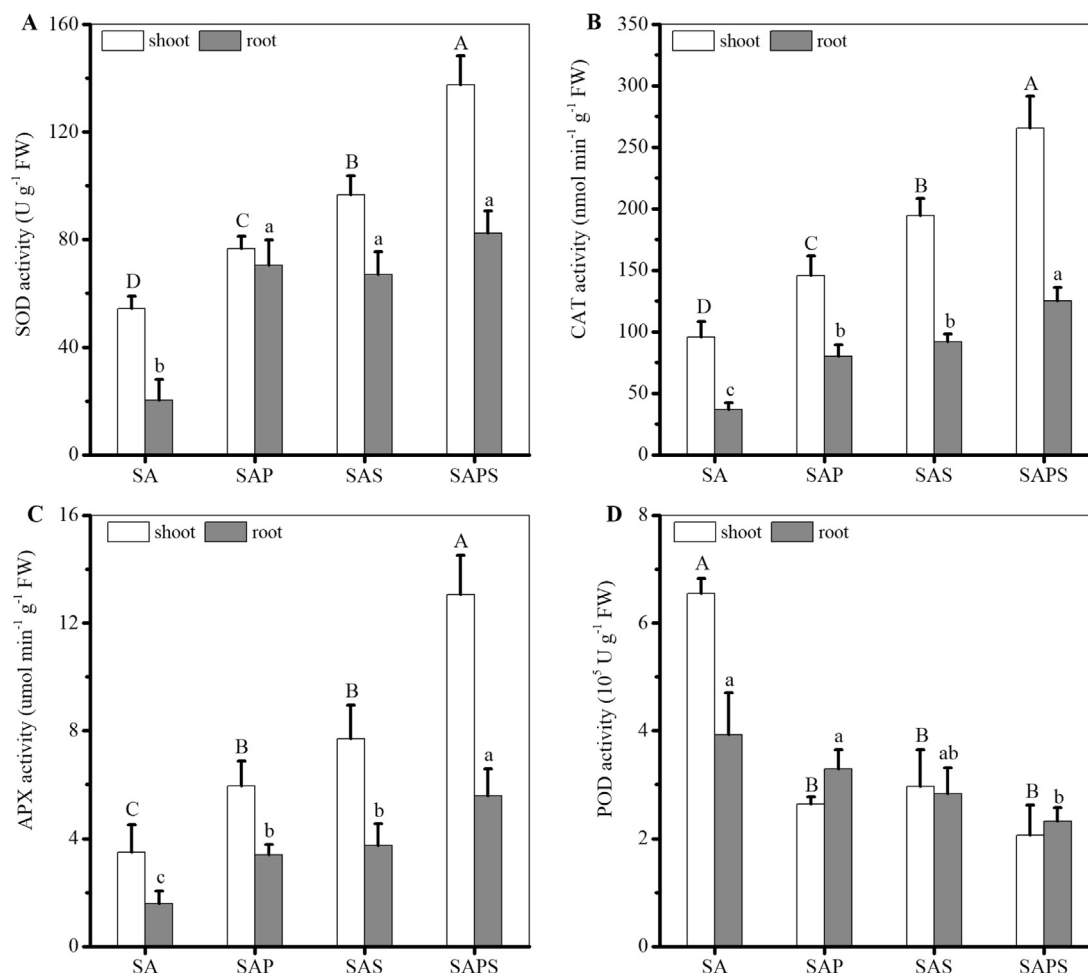 A
160
120
80
40
0
SOD activity (U g⁻¹ FW)
shoot root
D
b
C
a
B
a
A
a
SA SAP SAS SAPS
B
350
300
250
200
150
100
50
0
CAT activity (nmol min⁻¹ g⁻¹ FW)
shoot root
D
c
C
b
B
b
A
a
SA SAP SAS SAPS
C
16
12
8
4
0
APX activity (umol min⁻¹ g⁻¹ FW)
shoot root
C
c
B
b
B
b
A
a
SA SAP SAS SAPS
D
8
6
4
2
0
POD activity (10⁵ U g⁻¹ FW)
shoot root
A
a
B
a
B
ab
B
b
SA SAP SAS SAPS